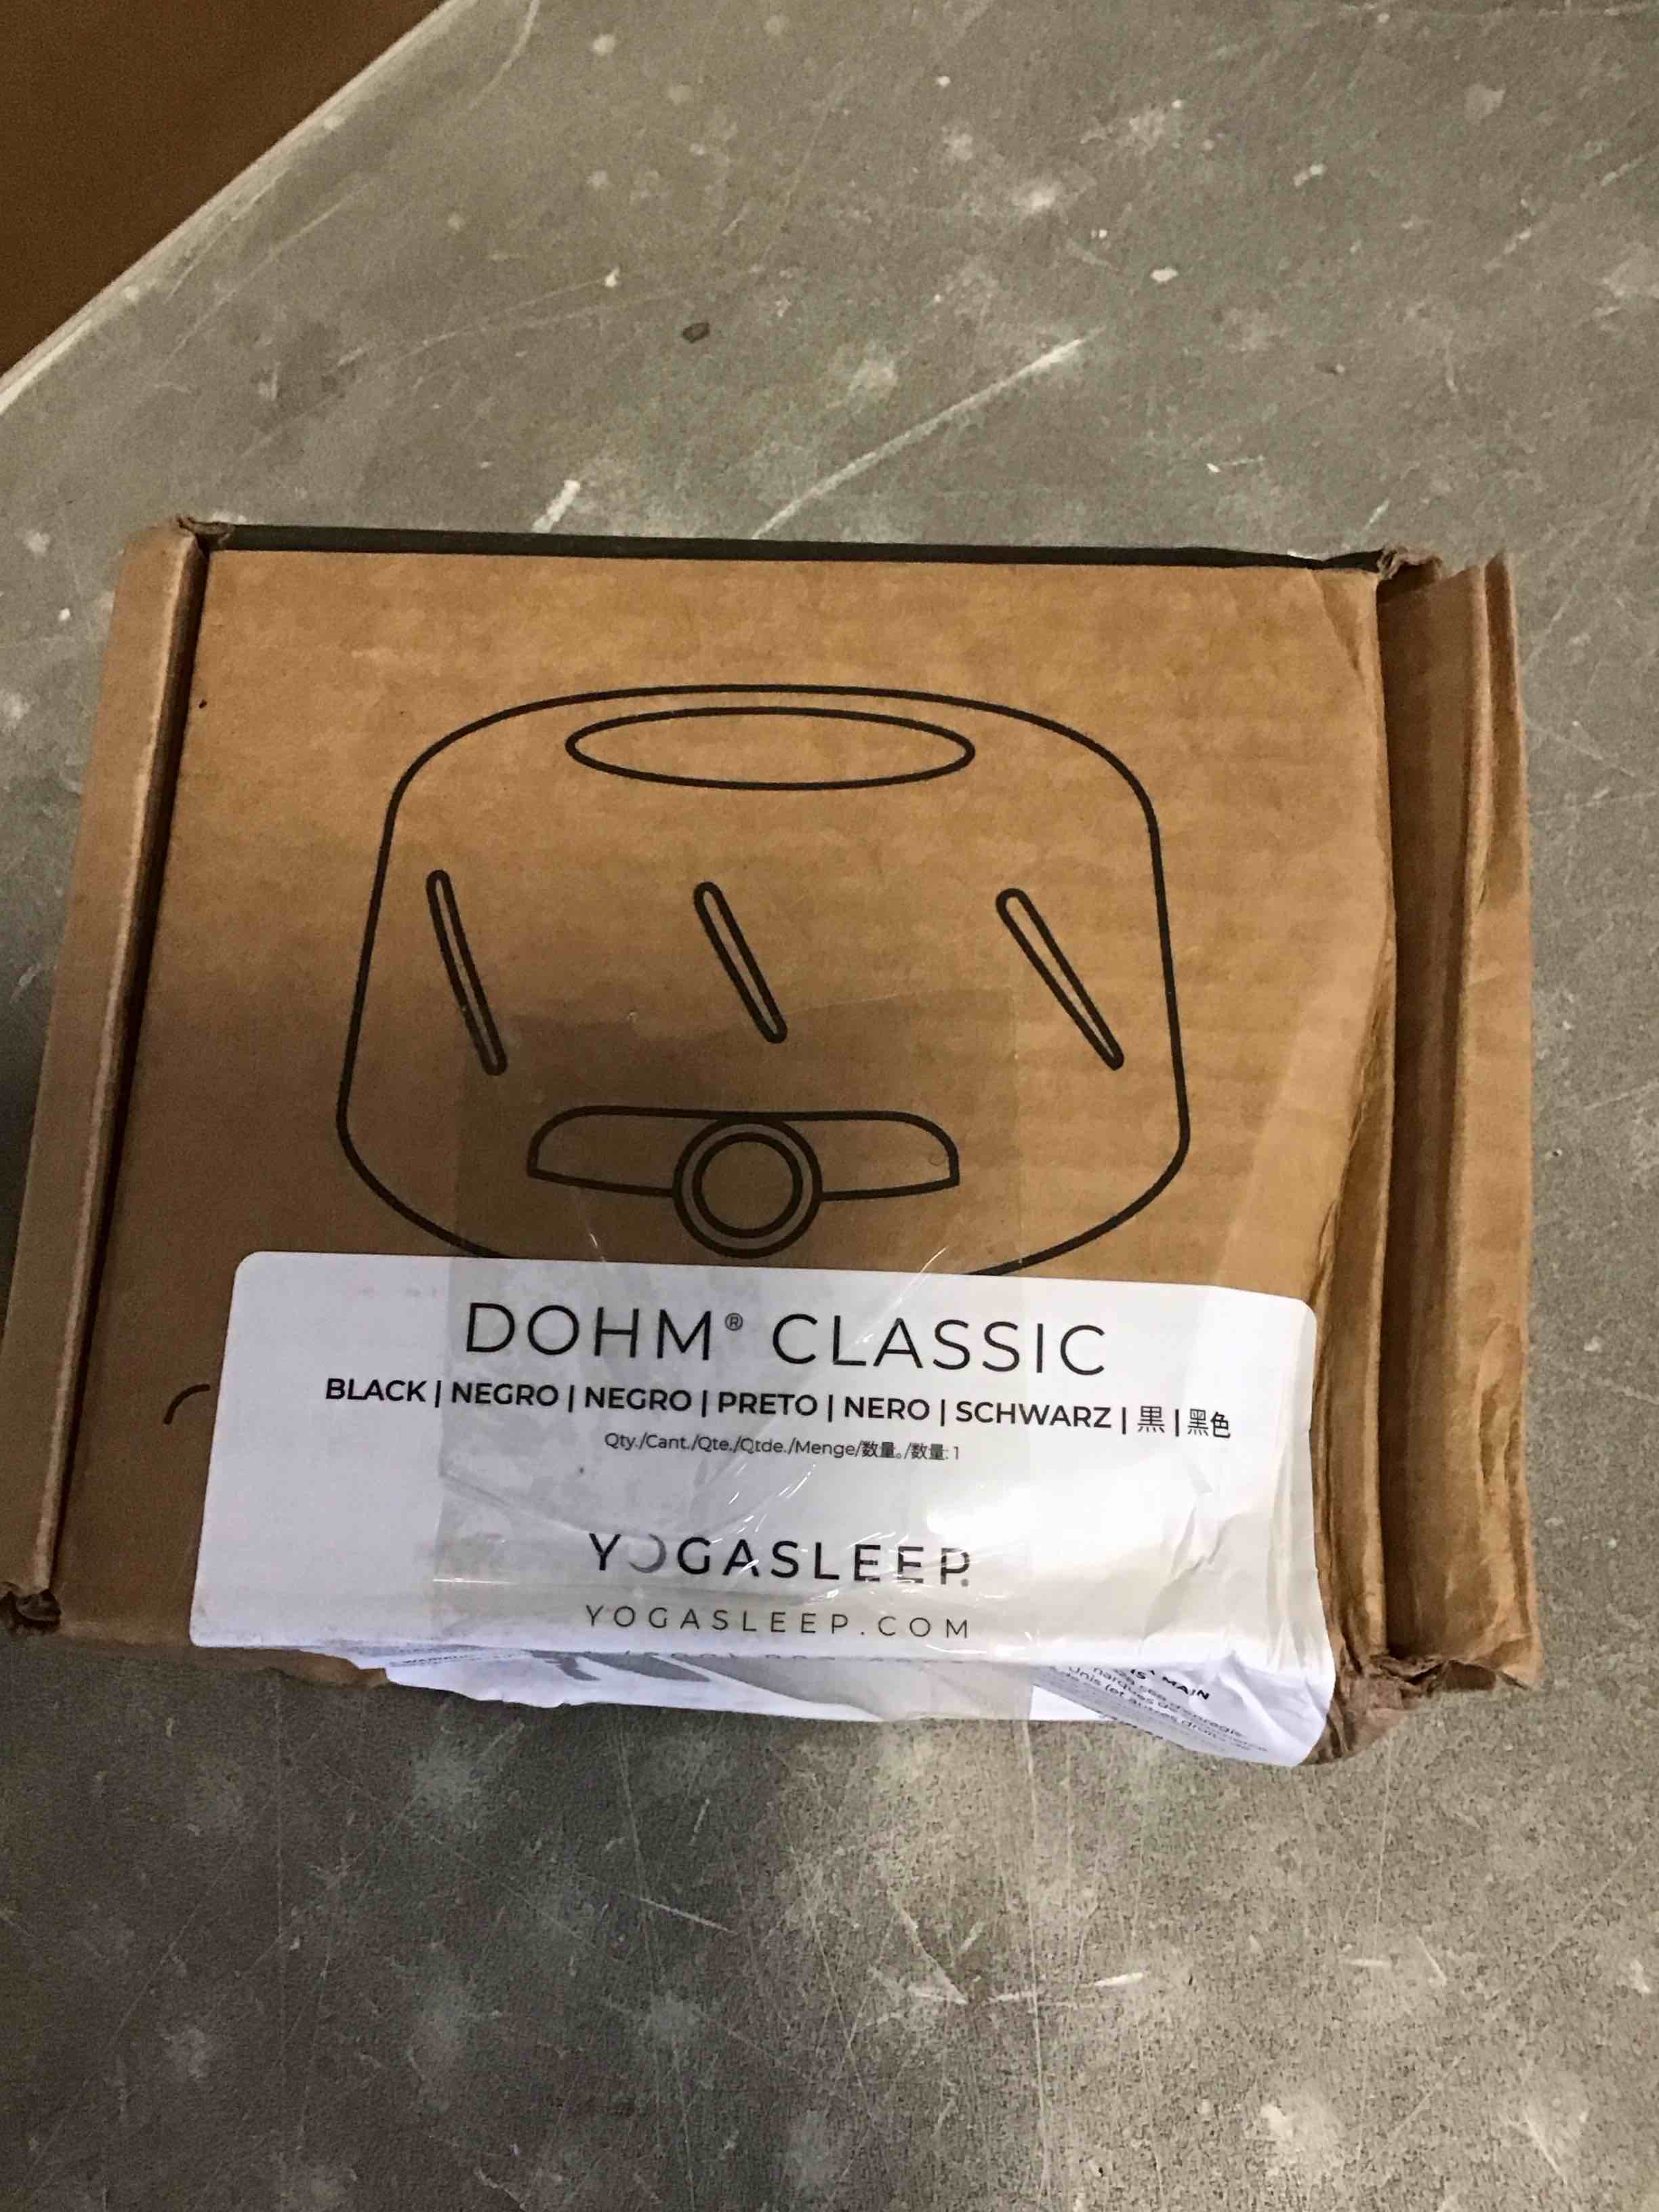 DOHM® CLASSIC
BLACK | NEGRO | NEGRO | PRETO | NERO | SCHWARZ | 黒 | 黑色
Qty./Cant./Qte./Qtde./Menge/数量。/数量: 1
YOGASLEEP.
YOGASLEEP.COM
MAIN